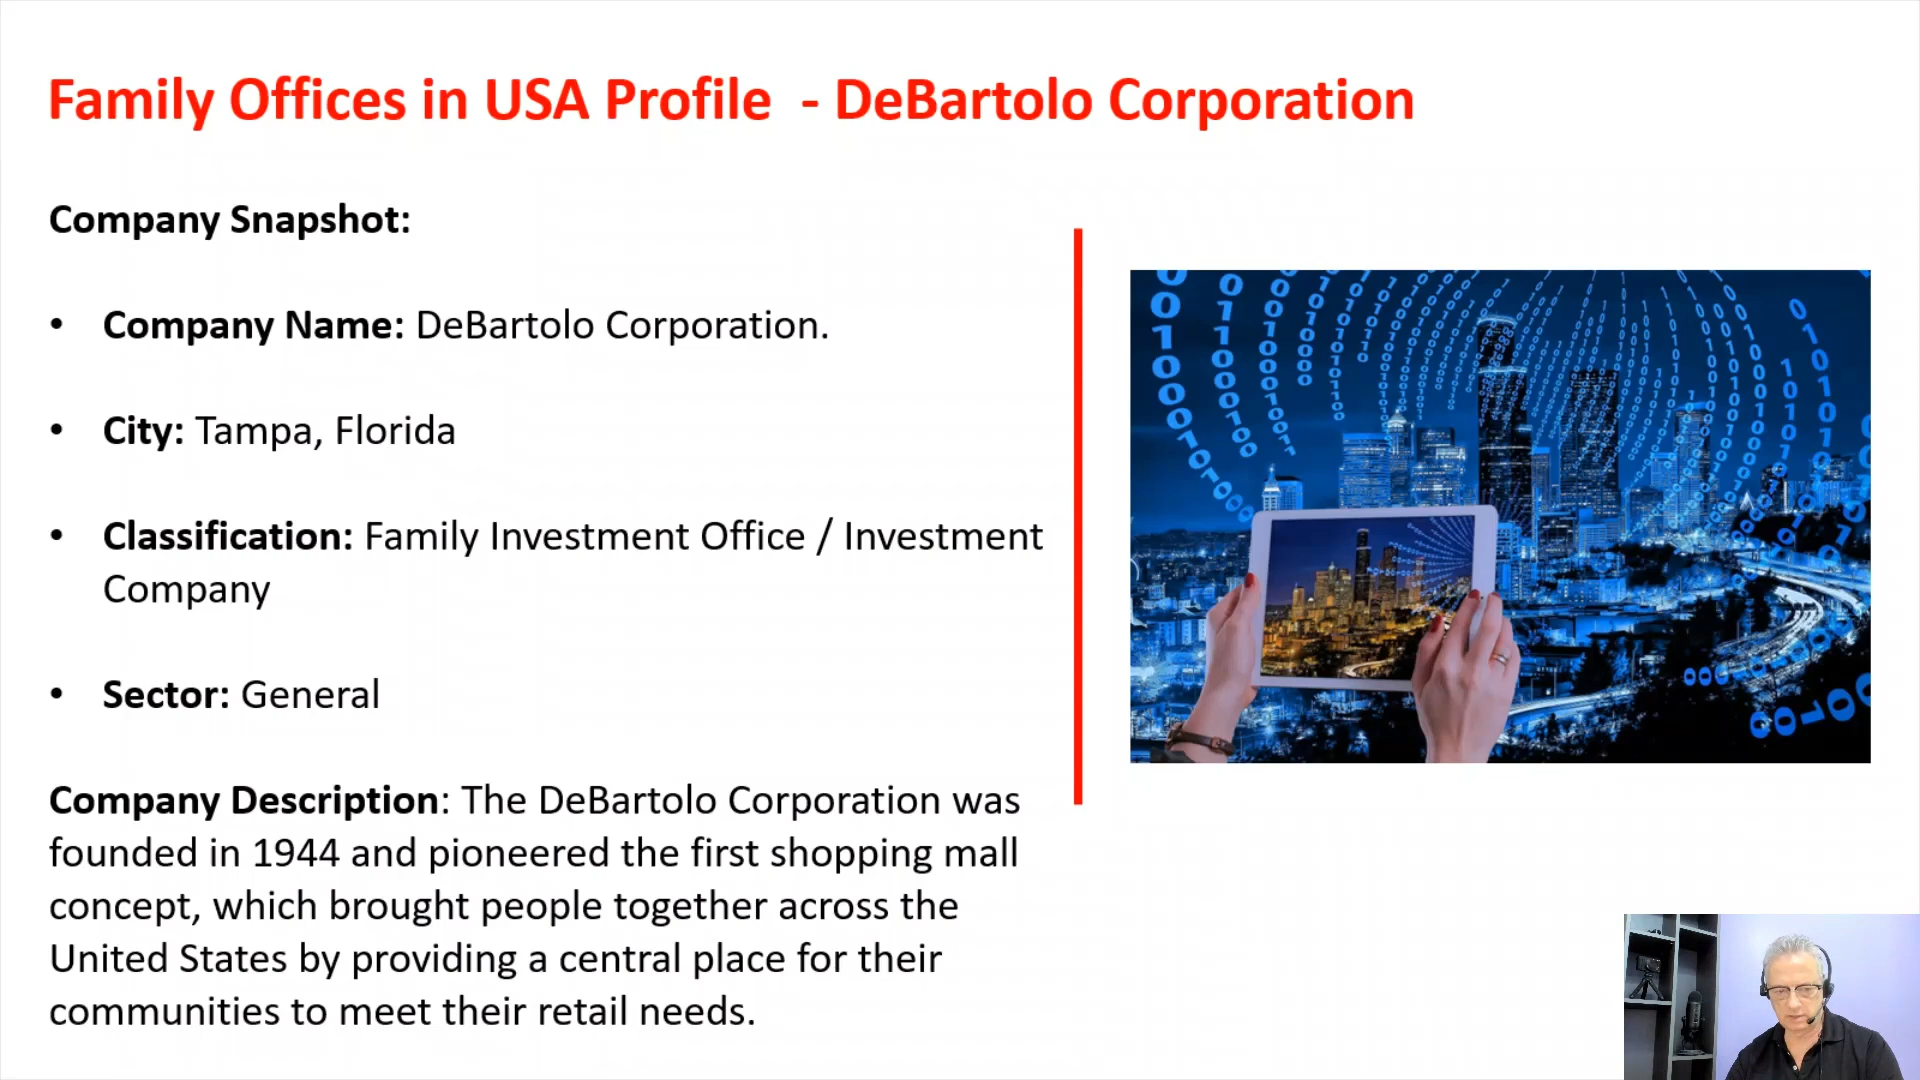 Family Offices in USA Profile  - DeBartolo Corporation
Company Snapshot:
• Company Name: DeBartolo Corporation.
• City: Tampa, Florida
• Classification: Family Investment Office / Investment
Company
• Sector: General
Company Description: The DeBartolo Corporation was
founded in 1944 and pioneered the first shopping mall
concept, which brought people together across the
United States by providing a central place for their
communities to meet their retail needs.